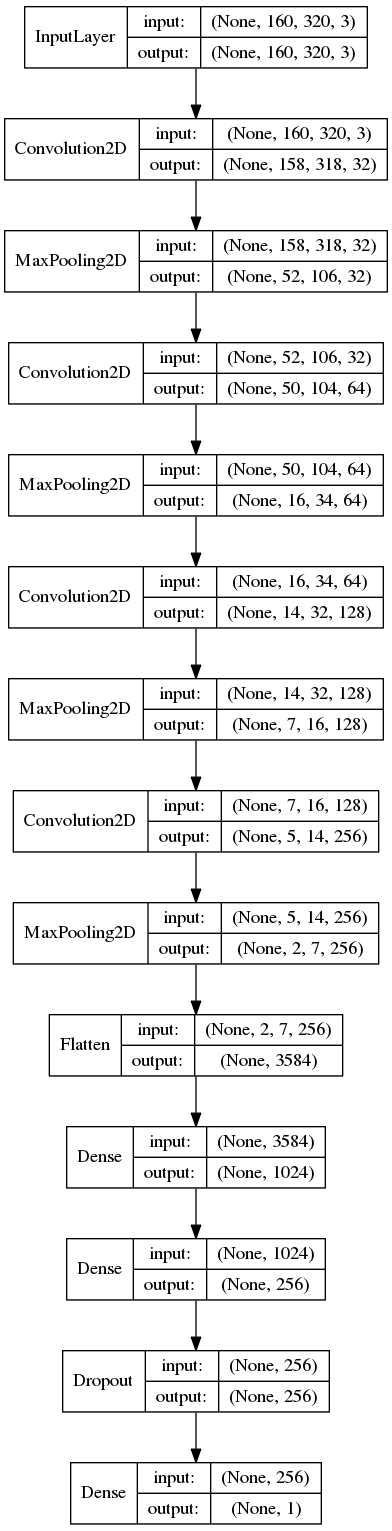 InputLayer
input: (None, 160, 320, 3)
output: (None, 160, 320, 3)
Convolution2D
input: (None, 160, 320, 3)
output: (None, 158, 318, 32)
MaxPooling2D
input: (None, 158, 318, 32)
output: (None, 52, 106, 32)
Convolution2D
input: (None, 52, 106, 32)
output: (None, 50, 104, 64)
MaxPooling2D
input: (None, 50, 104, 64)
output: (None, 16, 34, 64)
Convolution2D
input: (None, 16, 34, 64)
output: (None, 14, 32, 128)
MaxPooling2D
input: (None, 14, 32, 128)
output: (None, 7, 16, 128)
Convolution2D
input: (None, 7, 16, 128)
output: (None, 5, 14, 256)
MaxPooling2D
input: (None, 5, 14, 256)
output: (None, 2, 7, 256)
Flatten
input: (None, 2, 7, 256)
output: (None, 3584)
Dense
input: (None, 3584)
output: (None, 1024)
Dense
input: (None, 1024)
output: (None, 256)
Dropout
input: (None, 256)
output: (None, 256)
Dense
input: (None, 256)
output: (None, 1)